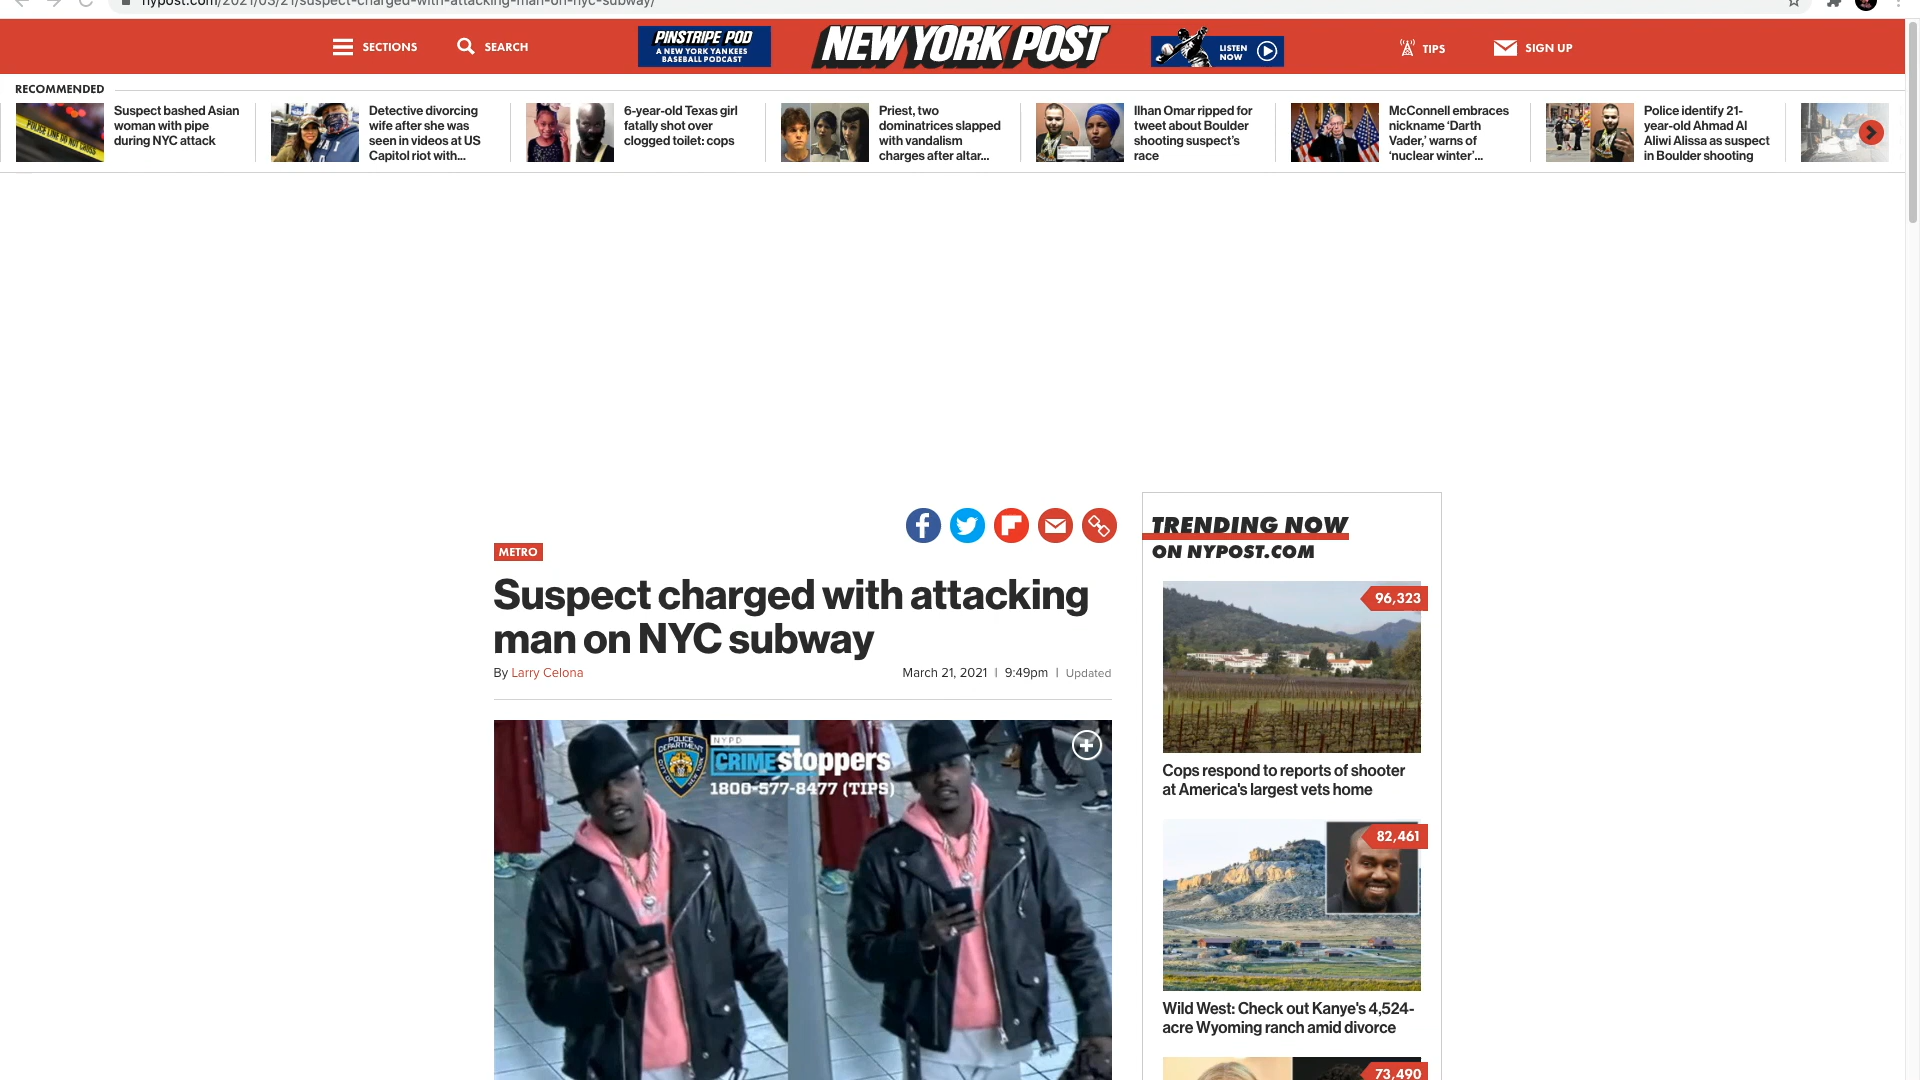 nypost.com/2021/03/21/suspect-charged-with-attacking-man-on-nyc-subway/
SECTIONS
SEARCH
PINSTRIPE POD
A NEW YORK YANKEES
BASEBALL PODCAST
NEW YORK POST
LISTEN
NOW
TIPS
SIGN UP
RECOMMENDED
POLICE LINE DO NOT CROSS
Suspect bashed Asian
woman with pipe
during NYC attack
Detective divorcing
wife after she was
seen in videos at US
Capitol riot with...
6-year-old Texas girl
fatally shot over
clogged toilet: cops
Priest, two
dominatrices slapped
with vandalism
charges after altar...
Ilhan Omar ripped for
tweet about Boulder
shooting suspect's
race
McConnell embraces
nickname ‘Darth
Vader,’ warns of
‘nuclear winter’...
Police identify 21-
year-old Ahmad Al
Aliwi Alissa as suspect
in Boulder shooting
METRO
Suspect charged with attacking
man on NYC subway
By Larry Celona
March 21, 2021 | 9:49pm | Updated
POLICE
DEPARTMENT
NYPD
CRIMEstoppers
1800-577-8477 (TIPS)
TRENDING NOW
ON NYPOST.COM
96,323
Cops respond to reports of shooter
at America's largest vets home
82,461
Wild West: Check out Kanye's 4,524-
acre Wyoming ranch amid divorce
73,490